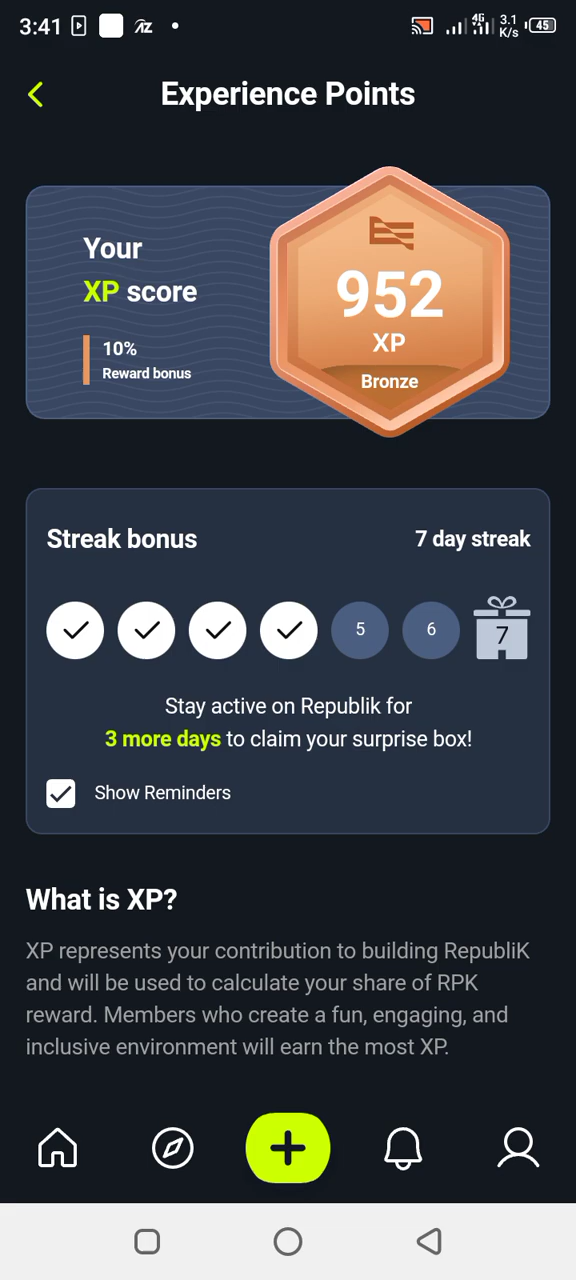 3:41
4G
3.1
K/s
45
Experience Points
Your
XP score
10%
Reward bonus
952
XP
Bronze
Streak bonus
7 day streak
5
6
7
Stay active on Republik for
3 more days to claim your surprise box!
Show Reminders
What is XP?
XP represents your contribution to building RepubliK
and will be used to calculate your share of RPK
reward. Members who create a fun, engaging, and
inclusive environment will earn the most XP.